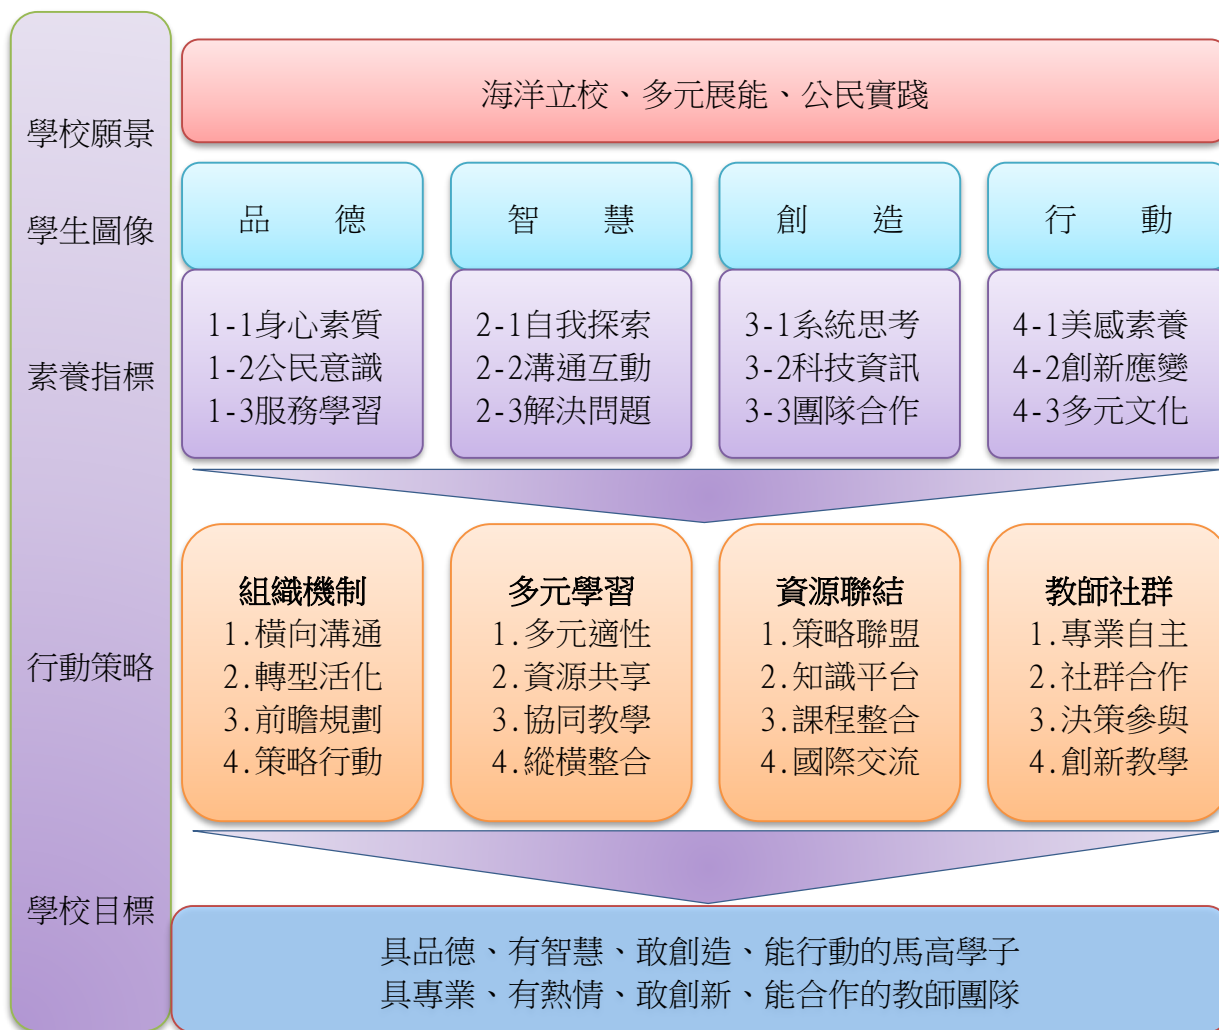 學校願景
海洋立校、多元展能、公民實踐
學生圖像
品 德
智 慧
創 造
行 動
素養指標
1-1身心素質
1-2公民意識
1-3服務學習
2-1自我探索
2-2溝通互動
2-3解決問題
3-1系統思考
3-2科技資訊
3-3團隊合作
4-1美感素養
4-2創新應變
4-3多元文化
行動策略
組織機制
1.橫向溝通
2.轉型活化
3.前瞻規劃
4.策略行動
多元學習
1.多元適性
2.資源共享
3.協同教學
4.縱橫整合
資源聯結
1.策略聯盟
2.知識平台
3.課程整合
4.國際交流
教師社群
1.專業自主
2.社群合作
3.決策參與
4.創新教學
學校目標
具品德、有智慧、敢創造、能行動的馬高學子
具專業、有熱情、敢創新、能合作的教師團隊